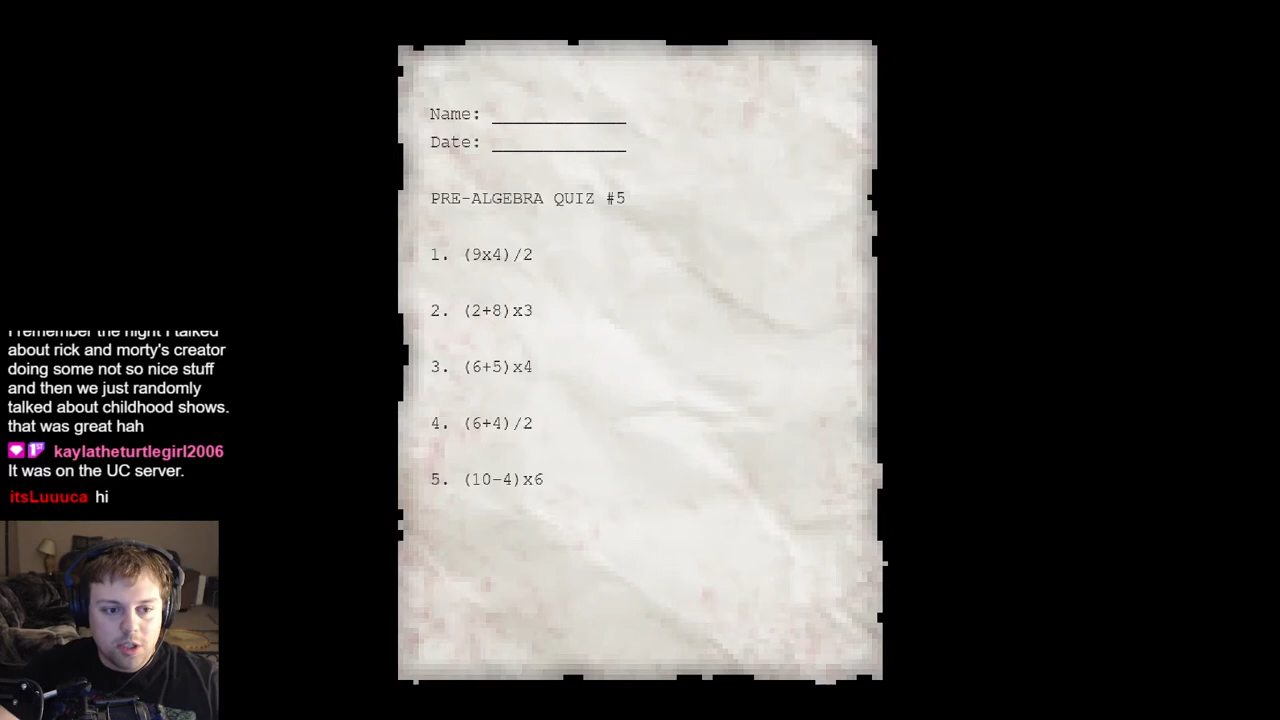 Name: _____________
Date: _____________
PRE-ALGEBRA QUIZ #5
1. (9x4)/2
2. (2+8)x3
3. (6+5)x4
4. (6+4)/2
5. (10-4)x6
I remember the night I talked
about rick and morty's creator
doing some not so nice stuff
and then we just randomly
talked about childhood shows.
that was great hah
kaylatheturtlegirl2006
It was on the UC server.
itsLuuuca hi